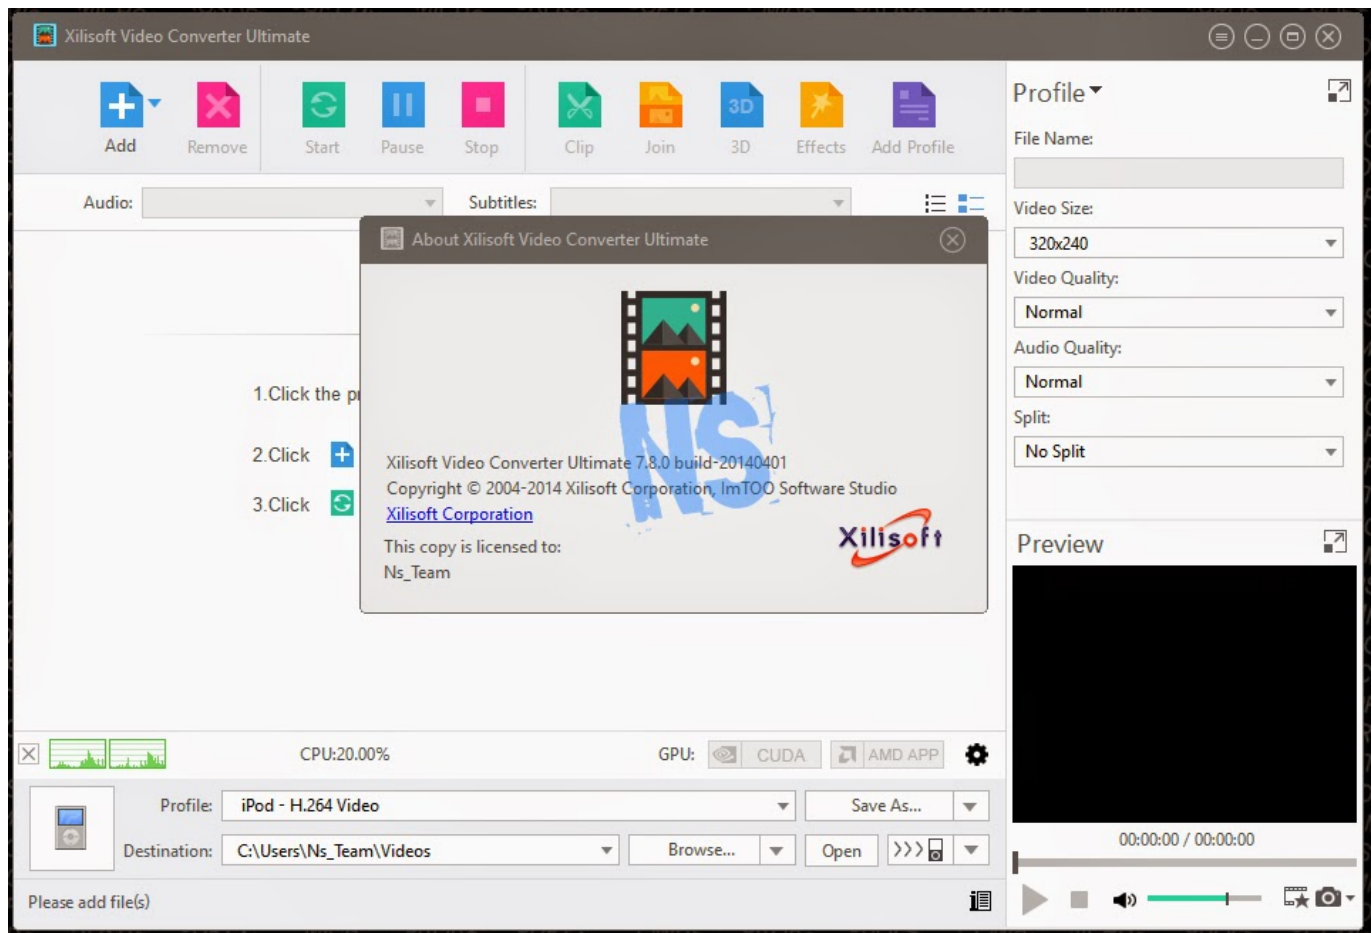 Xilisoft Video Converter Ultimate
Add
Remove
Start
Pause
Stop
3D
Clip
Join
3D
Effects
Add Profile
Audio:
Subtitles:
About Xilisoft Video Converter Ultimate
1.Click the p
2.Click
3.Click
NS
Xilisoft Video Converter Ultimate 7.8.0 build-20140401
Copyright © 2004-2014 Xilisoft Corporation, ImTOO Software Studio
Xilisoft Corporation
This copy is licensed to:
Ns_Team
Xilisoft
CPU:20.00%
GPU:
CUDA
AMD APP
Profile:
iPod - H.264 Video
Save As...
Destination:
C:\Users\Ns_Team\Videos
Browse...
Open
Please add file(s)
Profile
File Name:
Video Size:
320x240
Video Quality:
Normal
Audio Quality:
Normal
Split:
No Split
Preview
00:00:00 / 00:00:00